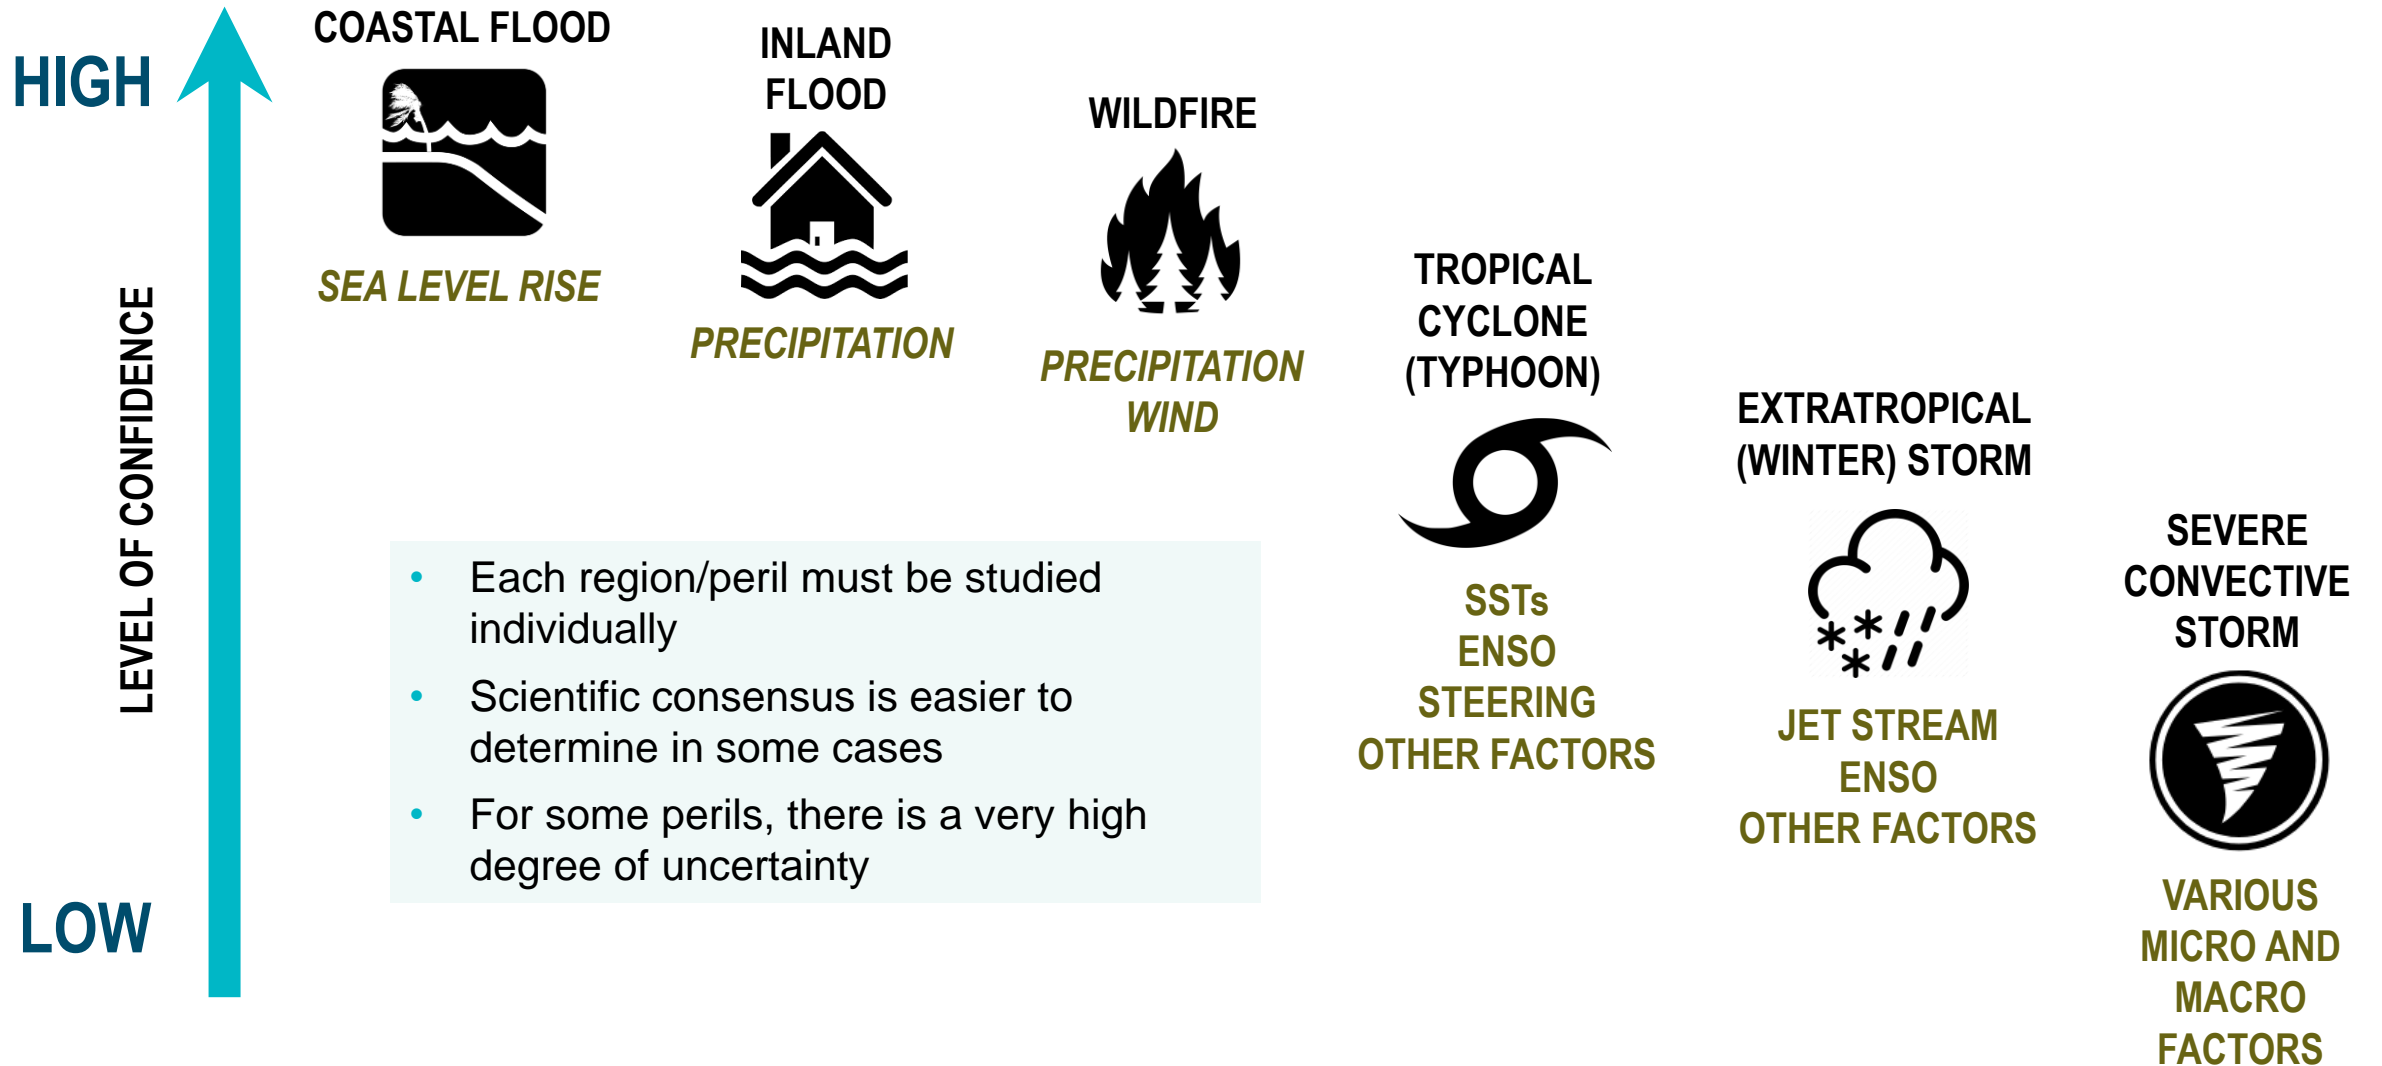 HIGH
LEVEL OF CONFIDENCE
LOW
COASTAL FLOOD
SEA LEVEL RISE
INLAND
FLOOD
PRECIPITATION
WILDFIRE
PRECIPITATION
WIND
TROPICAL
CYCLONE
(TYPHOON)
SSTs
ENSO
STEERING
OTHER FACTORS
EXTRATROPICAL
(WINTER) STORM
JET STREAM
ENSO
OTHER FACTORS
SEVERE
CONVECTIVE
STORM
VARIOUS
MICRO AND
MACRO
FACTORS
• Each region/peril must be studied
individually
• Scientific consensus is easier to
determine in some cases
• For some perils, there is a very high
degree of uncertainty